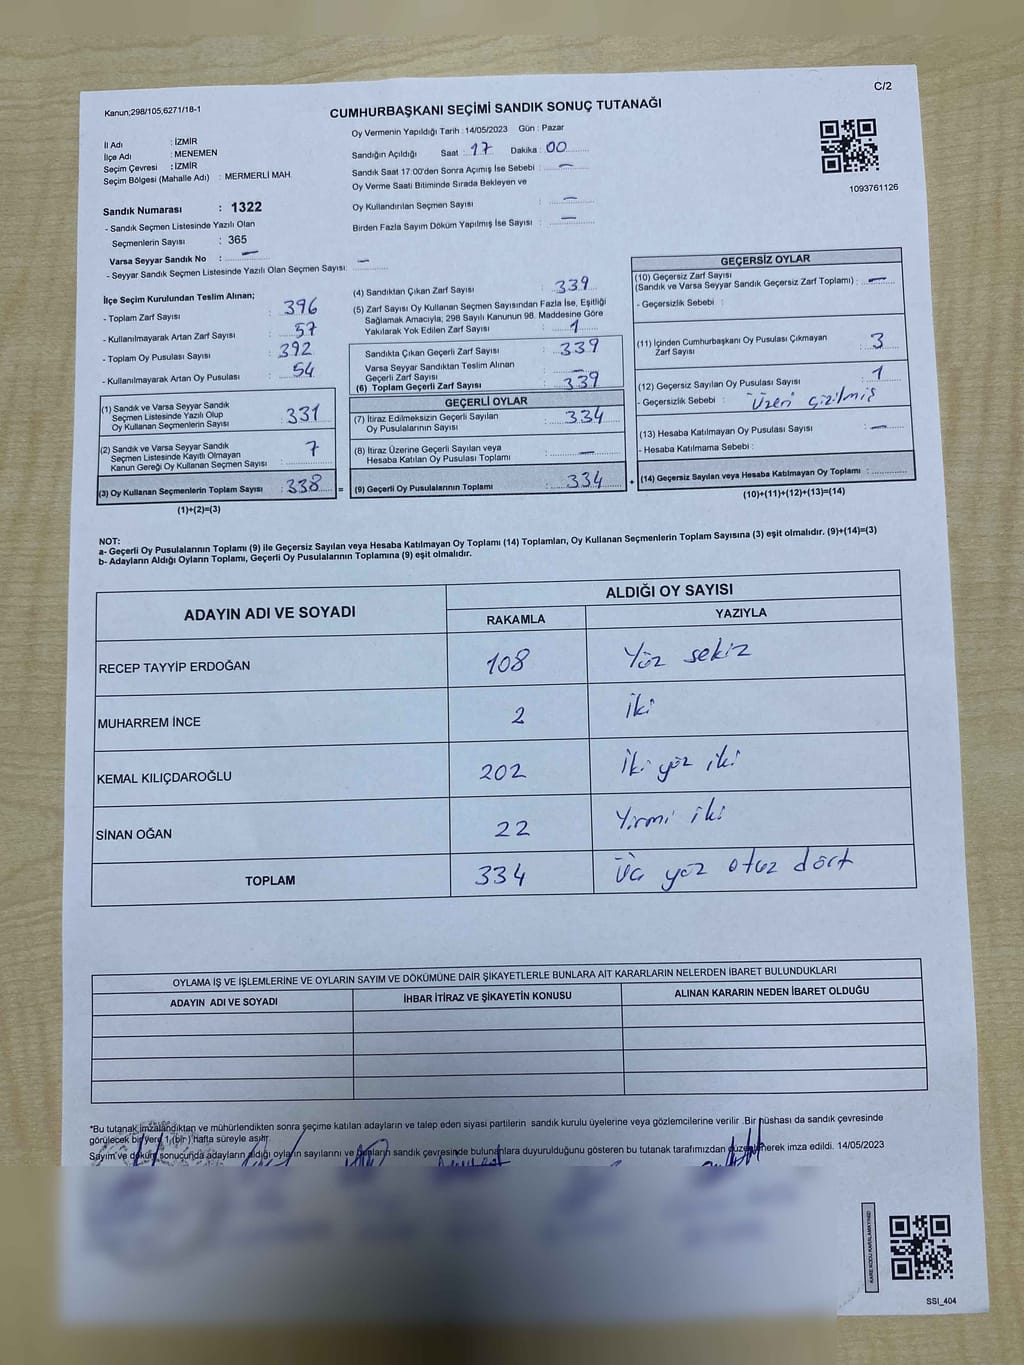 C/2
Kanun;298/105,6271/18-1
CUMHURBAŞKANI SEÇİMİ SANDIK SONUÇ TUTANAĞI
İl Adı : İZMİR
İlçe Adı : MENEMEN
Seçim Çevresi : İZMİR
Seçim Bölgesi (Mahalle Adı) : MERMERLİ MAH.
Sandık Numarası : 1322
- Sandık Seçmen Listesinde Yazılı Olan
Seçmenlerin Sayısı : 365
Varsa Seyyar Sandık No : —
- Seyyar Sandık Seçmen Listesinde Yazılı Olan Seçmen Sayısı: —
Oy Vermenin Yapıldığı Tarih : 14/05/2023 Gün : Pazar
Sandığın Açıldığı Saat : 17 Dakika : 00
Sandık Saat 17:00'den Sonra Açımış İse Sebebi : —
Oy Verme Saati Bitiminde Sırada Bekleyen ve
Oy Kullandırılan Seçmen Sayısı : —
Birden Fazla Sayım Döküm Yapılmış İse Sayısı : —
1093761126
İlçe Seçim Kurulundan Teslim Alınan;
- Toplam Zarf Sayısı : 396
- Kullanılmayarak Artan Zarf Sayısı : 57
- Toplam Oy Pusulası Sayısı : 392
- Kullanılmayarak Artan Oy Pusulası : 54
(1) Sandık ve Varsa Seyyar Sandık
Seçmen Listesinde Yazılı Olup
Oy Kullanan Seçmenlerin Sayısı : 331
(2) Sandık ve Varsa Seyyar Sandık
Seçmen Listesinde Kayıtlı Olmayan
Kanun Gereği Oy Kullanan Seçmen Sayısı : 7
(3) Oy Kullanan Seçmenlerin Toplam Sayısı : 338 =
(1)+(2)=(3)
(4) Sandıktan Çıkan Zarf Sayısı : 339
(5) Zarf Sayısı Oy Kullanan Seçmen Sayısından Fazla İse, Eşitliği
Sağlamak Amacıyla; 298 Sayılı Kanunun 98. Maddesine Göre
Yakılarak Yok Edilen Zarf Sayısı : 1
Sandıkta Çıkan Geçerli Zarf Sayısı : 339
Varsa Seyyar Sandıktan Teslim Alınan
Geçerli Zarf Sayısı : —
(6) Toplam Geçerli Zarf Sayısı : 339
GEÇERLİ OYLAR
(7) İtiraz Edilmeksizin Geçerli Sayılan
Oy Pusulalarının Sayısı : 334
(8) İtiraz Üzerine Geçerli Sayılan veya
Hesaba Katılan Oy Pusulası Toplamı : —
(9) Geçerli Oy Pusulalarının Toplamı : 334 +
GEÇERSİZ OYLAR
(10) Geçersiz Zarf Sayısı
(Sandık ve Varsa Seyyar Sandık Geçersiz Zarf Toplamı) : —
- Geçersizlik Sebebi :
(11) İçinden Cumhurbaşkanı Oy Pusulası Çıkmayan
Zarf Sayısı : 3
(12) Geçersiz Sayılan Oy Pusulası Sayısı : 1
- Geçersizlik Sebebi : Üzeri çizilmiş
(13) Hesaba Katılmayan Oy Pusulası Sayısı : —
- Hesaba Katılmama Sebebi :
(14) Geçersiz Sayılan veya Hesaba Katılmayan Oy Toplamı :
(10)+(11)+(12)+(13)=(14)
NOT:
a- Geçerli Oy Pusulalarının Toplamı (9) ile Geçersiz Sayılan veya Hesaba Katılmayan Oy Toplamı (14) Toplamları, Oy Kullanan Seçmenlerin Toplam Sayısına (3) eşit olmalıdır. (9)+(14)=(3)
b- Adayların Aldığı Oyların Toplamı, Geçerli Oy Pusulalarının Toplamına (9) eşit olmalıdır.
ADAYIN ADI VE SOYADI
ALDIĞI OY SAYISI
RAKAMLA YAZIYLA
RECEP TAYYİP ERDOĞAN 108 Yüz sekiz
MUHARREM İNCE 2 İki
KEMAL KILIÇDAROĞLU 202 İki yüz iki
SİNAN OĞAN 22 Yirmi iki
TOPLAM 334 Üç yüz otuz dört
OYLAMA İŞ VE İŞLEMLERİNE VE OYLARIN SAYIM VE DÖKÜMÜNE DAİR ŞİKAYETLERLE BUNLARA AİT KARARLARIN NELERDEN İBARET BULUNDUKLARI
ADAYIN ADI VE SOYADI İHBAR İTİRAZ VE ŞİKAYETİN KONUSU ALINAN KARARIN NEDEN İBARET OLDUĞU
*Bu tutanak imzalandıktan ve mühürlendikten sonra seçime katılan adayların ve talep eden siyasi partilerin sandık kurulu üyelerine veya gözlemcilerine verilir. Bir nüshası da sandık çevresinde
görülecek bir yere 1 (bir) hafta süreyle asılır.
Sayım ve döküm sonucunda adayların aldığı oyların sayılarını ve bunların sandık çevresinde bulunanlara duyurulduğunu gösteren bu tutanak tarafımızdan düzenlenerek imza edildi. 14/05/2023
KARE KODU KARALAMAYINIZ!
SSI_404